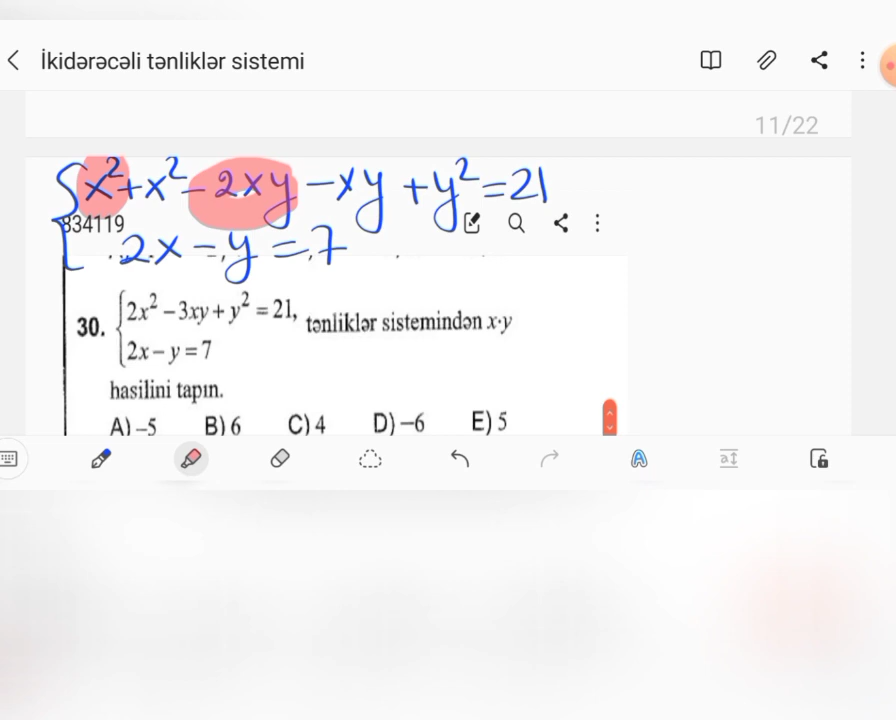 İkidərəcəli tənliklər sistemi
11/22
x²+x²-2xy-xy+y²=21
834119
2x-y=7
30. {2x²-3xy+y²=21, tənliklər sistemindən x·y
2x-y=7
hasilini tapın.
A) -5 B) 6 C) 4 D) -6 E) 5